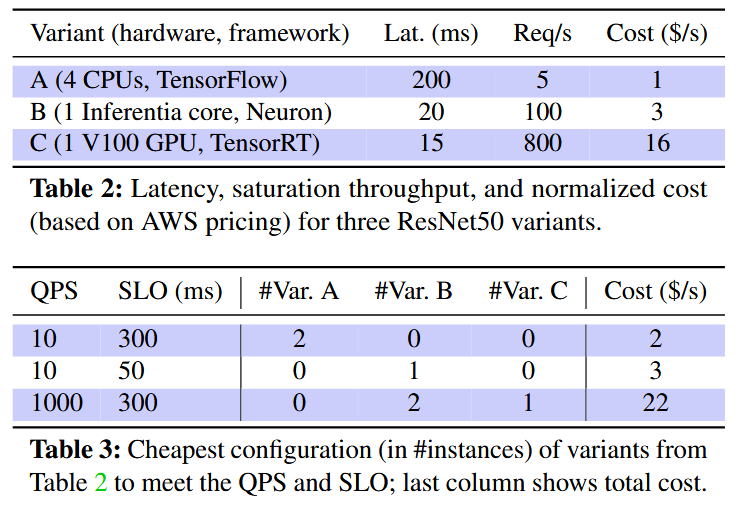 Variant (hardware, framework) Lat. (ms) Req/s Cost ($/s)
A (4 CPUs, TensorFlow) 200 5 1
B (1 Inferentia core, Neuron) 20 100 3
C (1 V100 GPU, TensorRT) 15 800 16
Table 2: Latency, saturation throughput, and normalized cost
(based on AWS pricing) for three ResNet50 variants.
QPS SLO (ms) #Var. A #Var. B #Var. C Cost ($/s)
10 300 2 0 0 2
10 50 0 1 0 3
1000 300 0 2 1 22
Table 3: Cheapest configuration (in #instances) of variants from
Table 2 to meet the QPS and SLO; last column shows total cost.